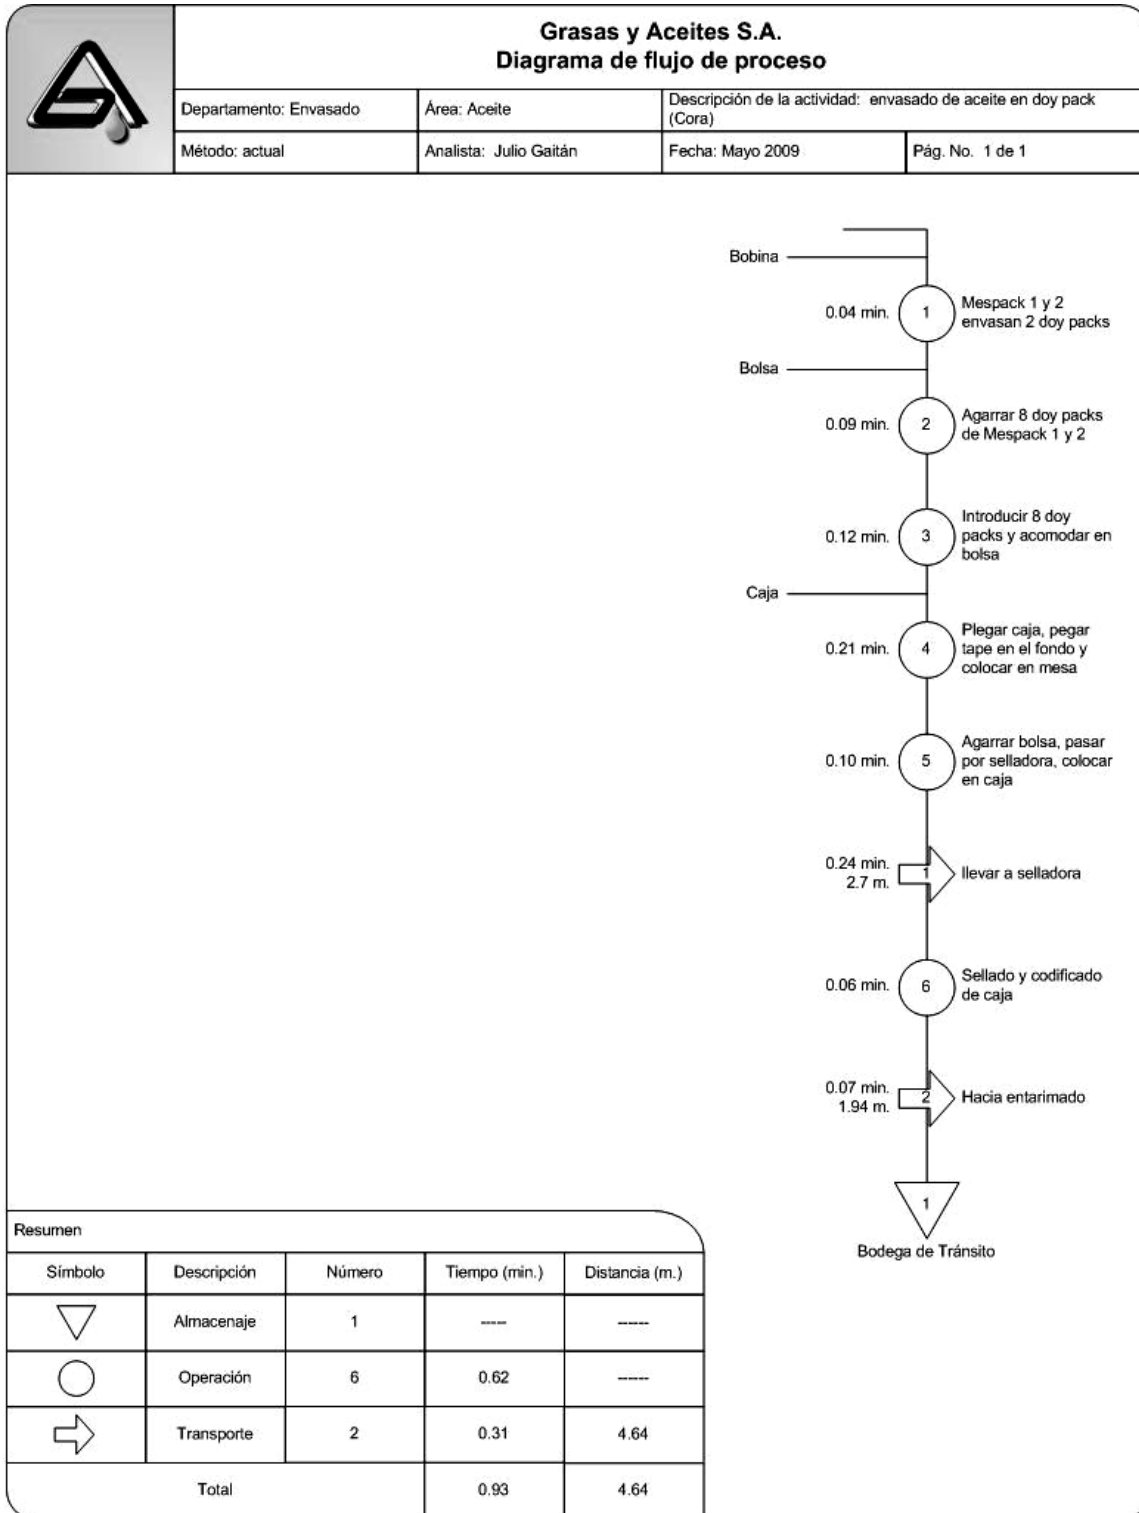 Grasas y Aceites S.A.
Diagrama de flujo de proceso
Departamento: Envasado
Área: Aceite
Descripción de la actividad: envasado de aceite en doy pack
(Cora)
Método: actual
Analista: Julio Gaitán
Fecha: Mayo 2009
Pág. No. 1 de 1
Bobina
0.04 min.
1
Mespack 1 y 2
envasan 2 doy packs
Bolsa
0.09 min.
2
Agarrar 8 doy packs
de Mespack 1 y 2
0.12 min.
3
Introducir 8 doy
packs y acomodar en
bolsa
Caja
0.21 min.
4
Plegar caja, pegar
tape en el fondo y
colocar en mesa
0.10 min.
5
Agarrar bolsa, pasar
por selladora, colocar
en caja
0.24 min.
2.7 m.
1
llevar a selladora
0.06 min.
6
Sellado y codificado
de caja
0.07 min.
1.94 m.
2
Hacia entarimado
1
Bodega de Tránsito
Resumen
Símbolo Descripción Número Tiempo (min.) Distancia (m.)
Almacenaje 1 ----- ------
Operación 6 0.62 ------
Transporte 2 0.31 4.64
Total 0.93 4.64